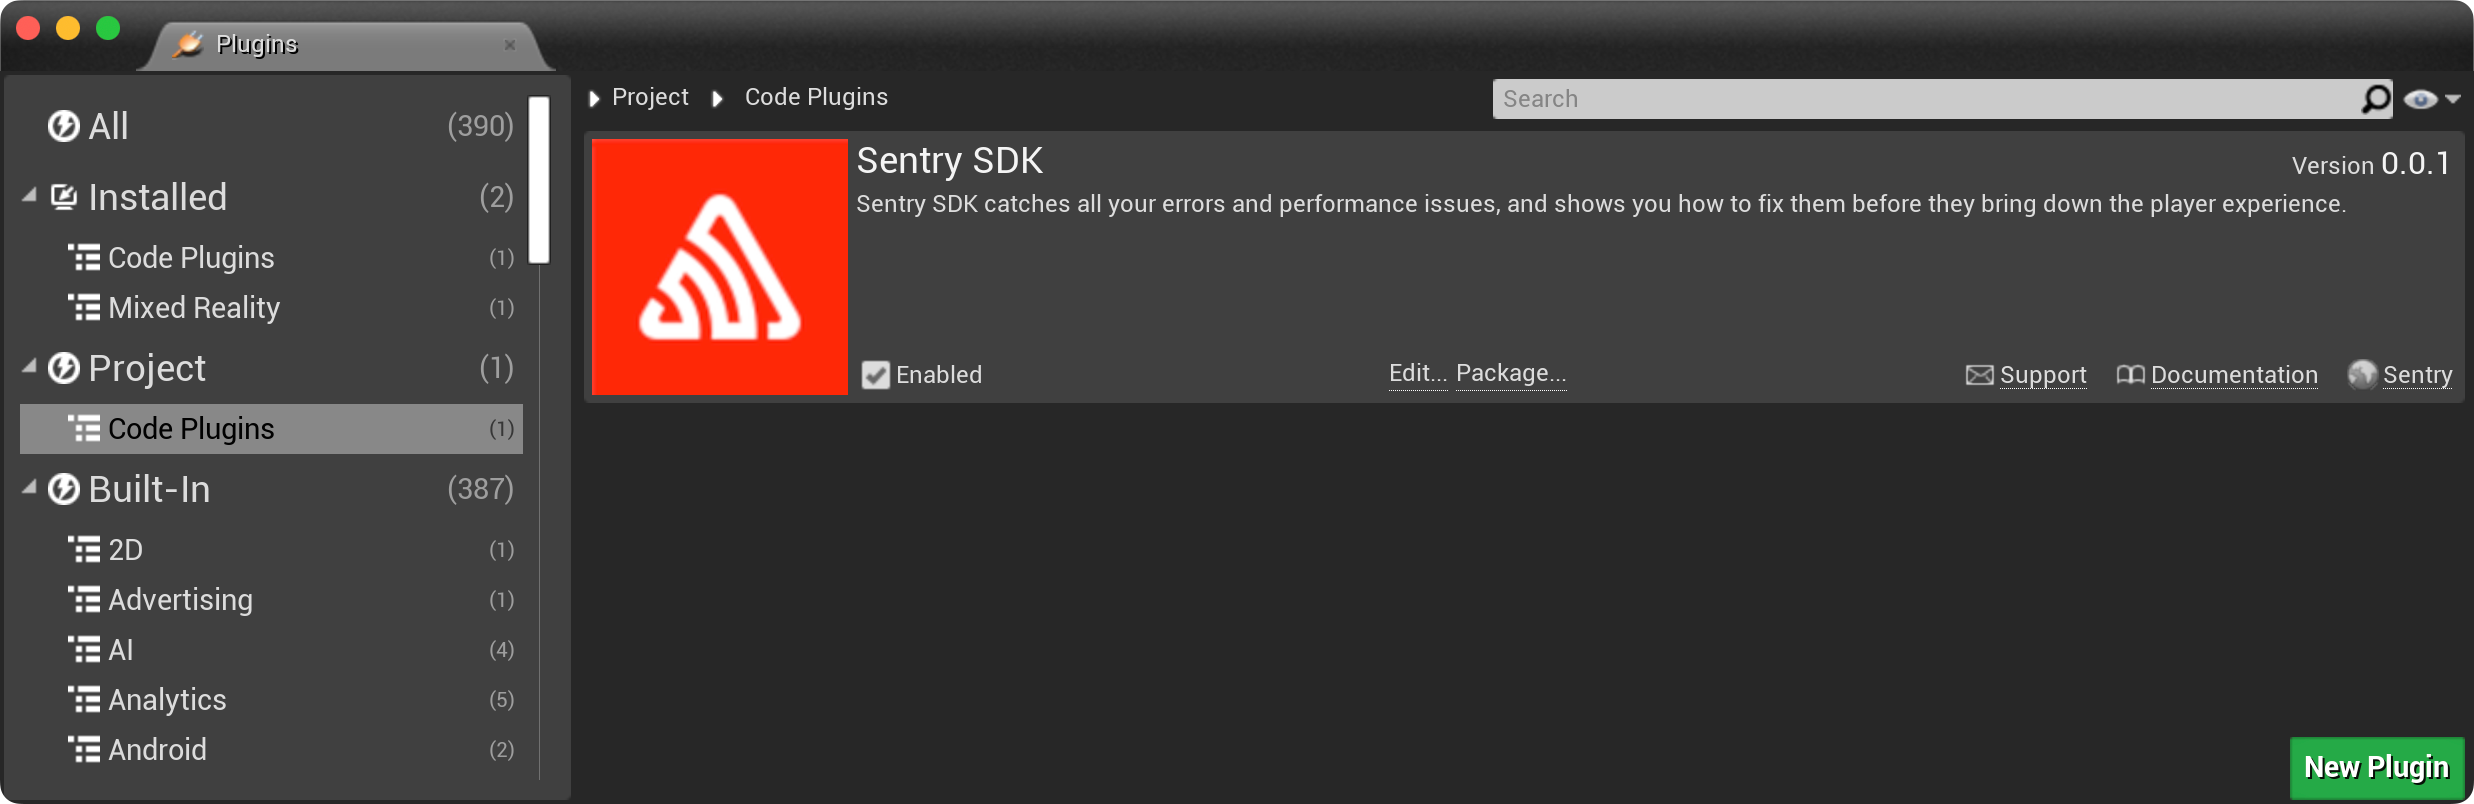 Plugins
All (390)
Installed (2)
Code Plugins (1)
Mixed Reality (1)
Project (1)
Code Plugins (1)
Built-In (387)
2D (1)
Advertising (1)
AI (4)
Analytics (5)
Android (2)
Project Code Plugins
Search
Sentry SDK
Version 0.0.1
Sentry SDK catches all your errors and performance issues, and shows you how to fix them before they bring down the player experience.
Enabled
Edit... Package...
Support Documentation Sentry
New Plugin